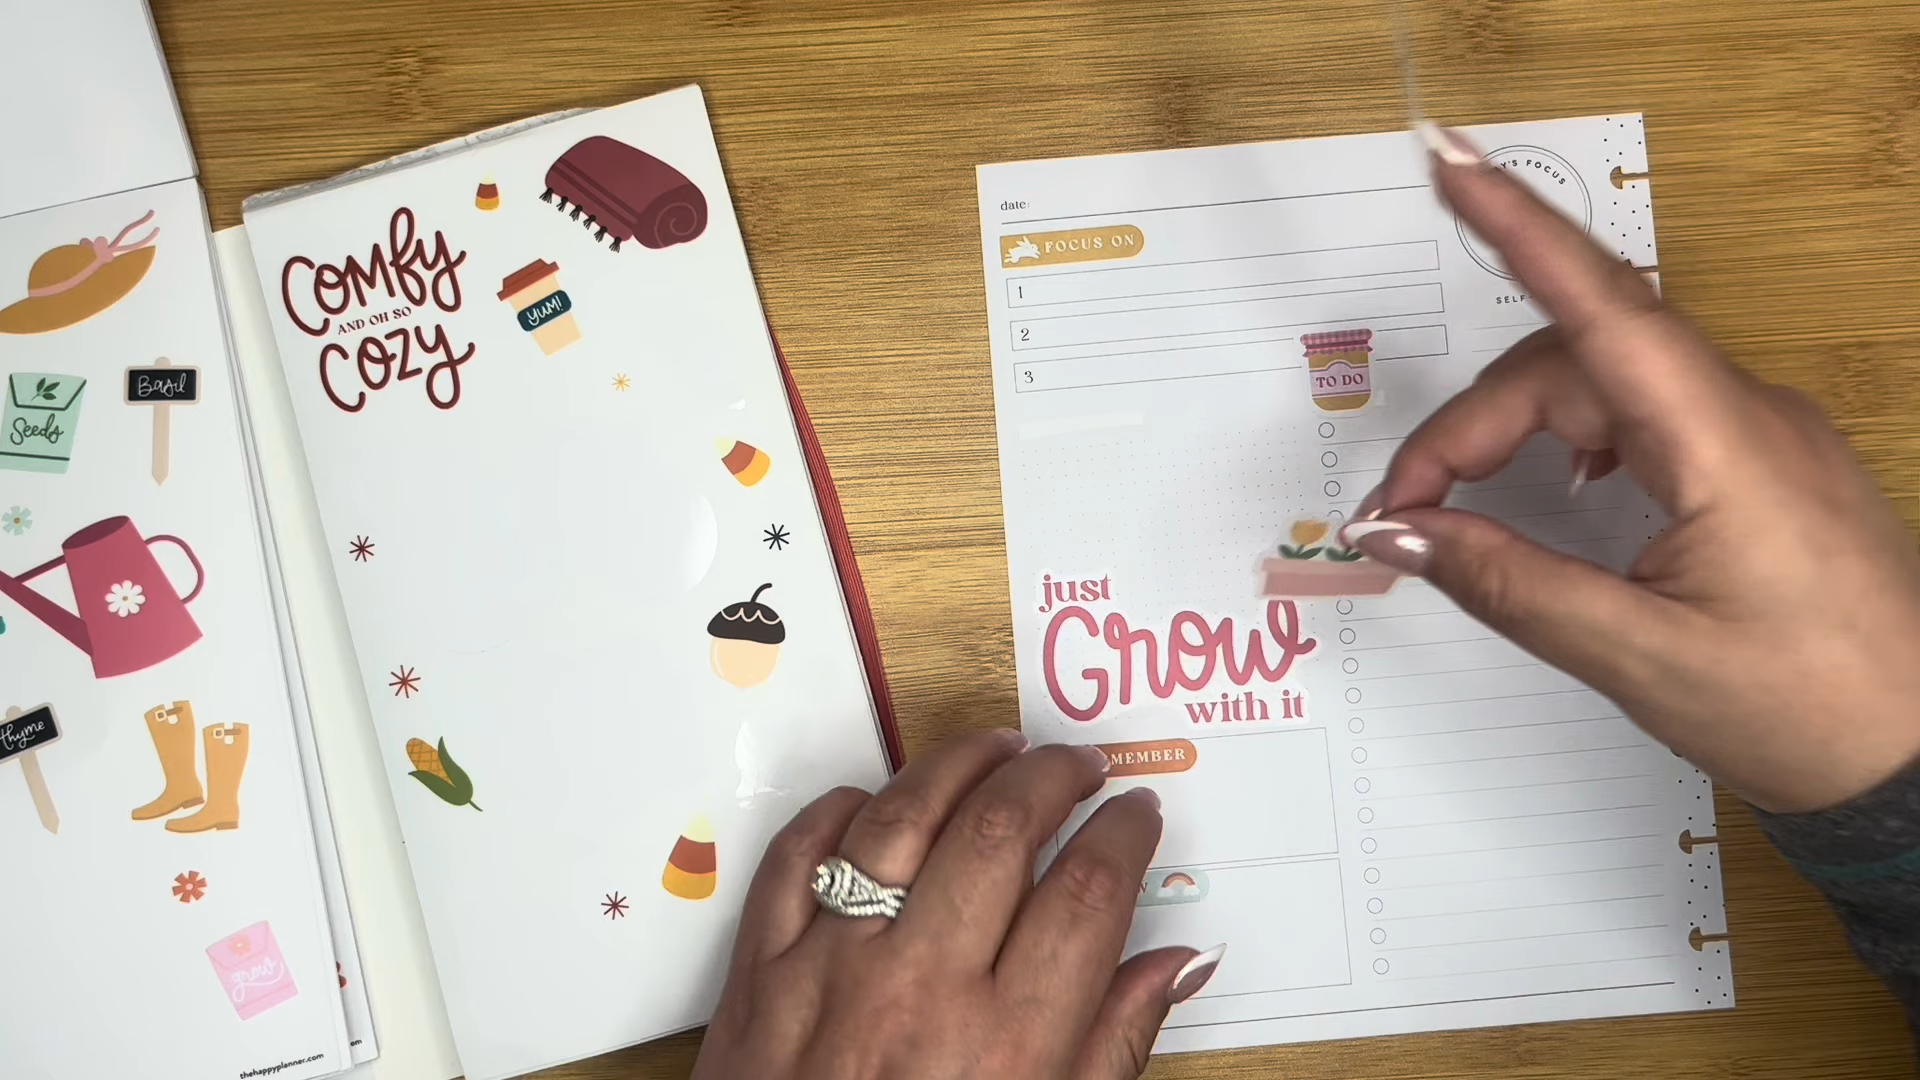 Seeds
Basil
thyme
grow
thehappyplanner.com
Comfy
AND OH SO
Cozy
YUM!
date:
FOCUS ON
1
2
3
FOCUS
TO DO
just
Grow
with it